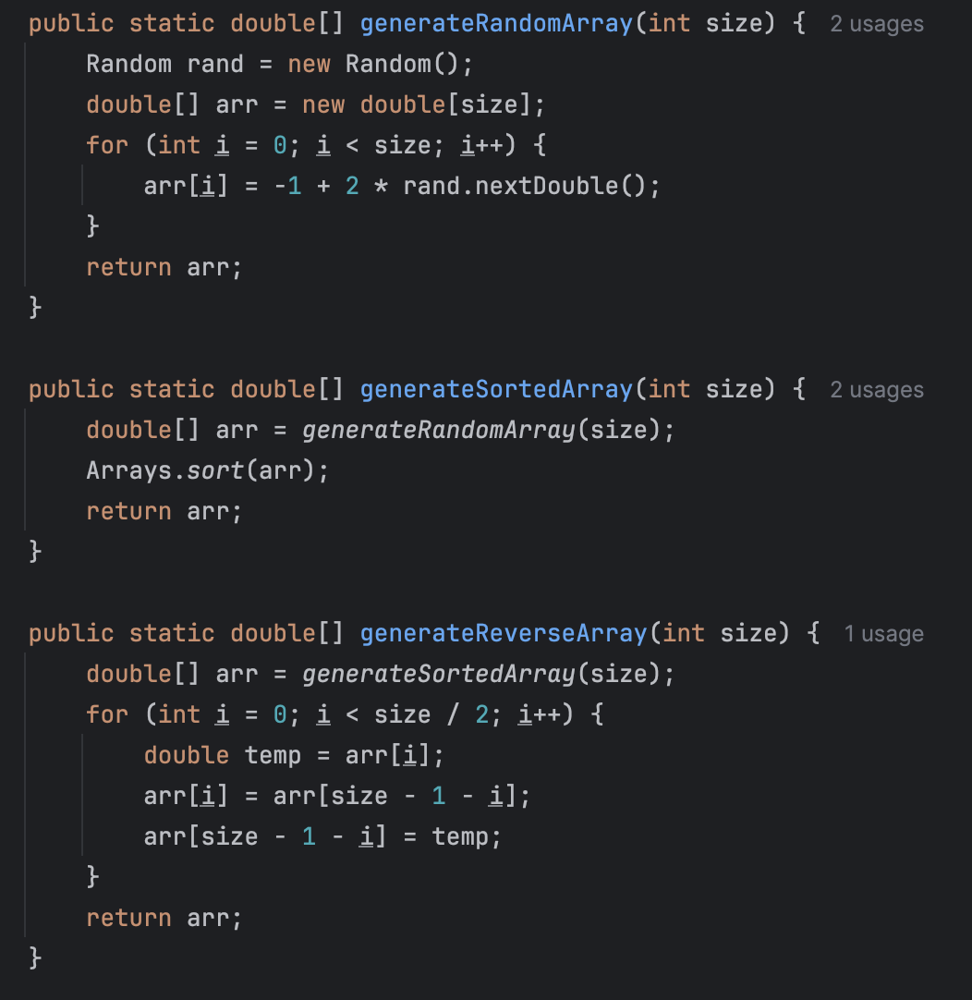 public static double[] generateRandomArray(int size) { 2 usages
    Random rand = new Random();
    double[] arr = new double[size];
    for (int i = 0; i < size; i++) {
        arr[i] = -1 + 2 * rand.nextDouble();
    }
    return arr;
}

public static double[] generateSortedArray(int size) { 2 usages
    double[] arr = generateRandomArray(size);
    Arrays.sort(arr);
    return arr;
}

public static double[] generateReverseArray(int size) { 1 usage
    double[] arr = generateSortedArray(size);
    for (int i = 0; i < size / 2; i++) {
        double temp = arr[i];
        arr[i] = arr[size - 1 - i];
        arr[size - 1 - i] = temp;
    }
    return arr;
}